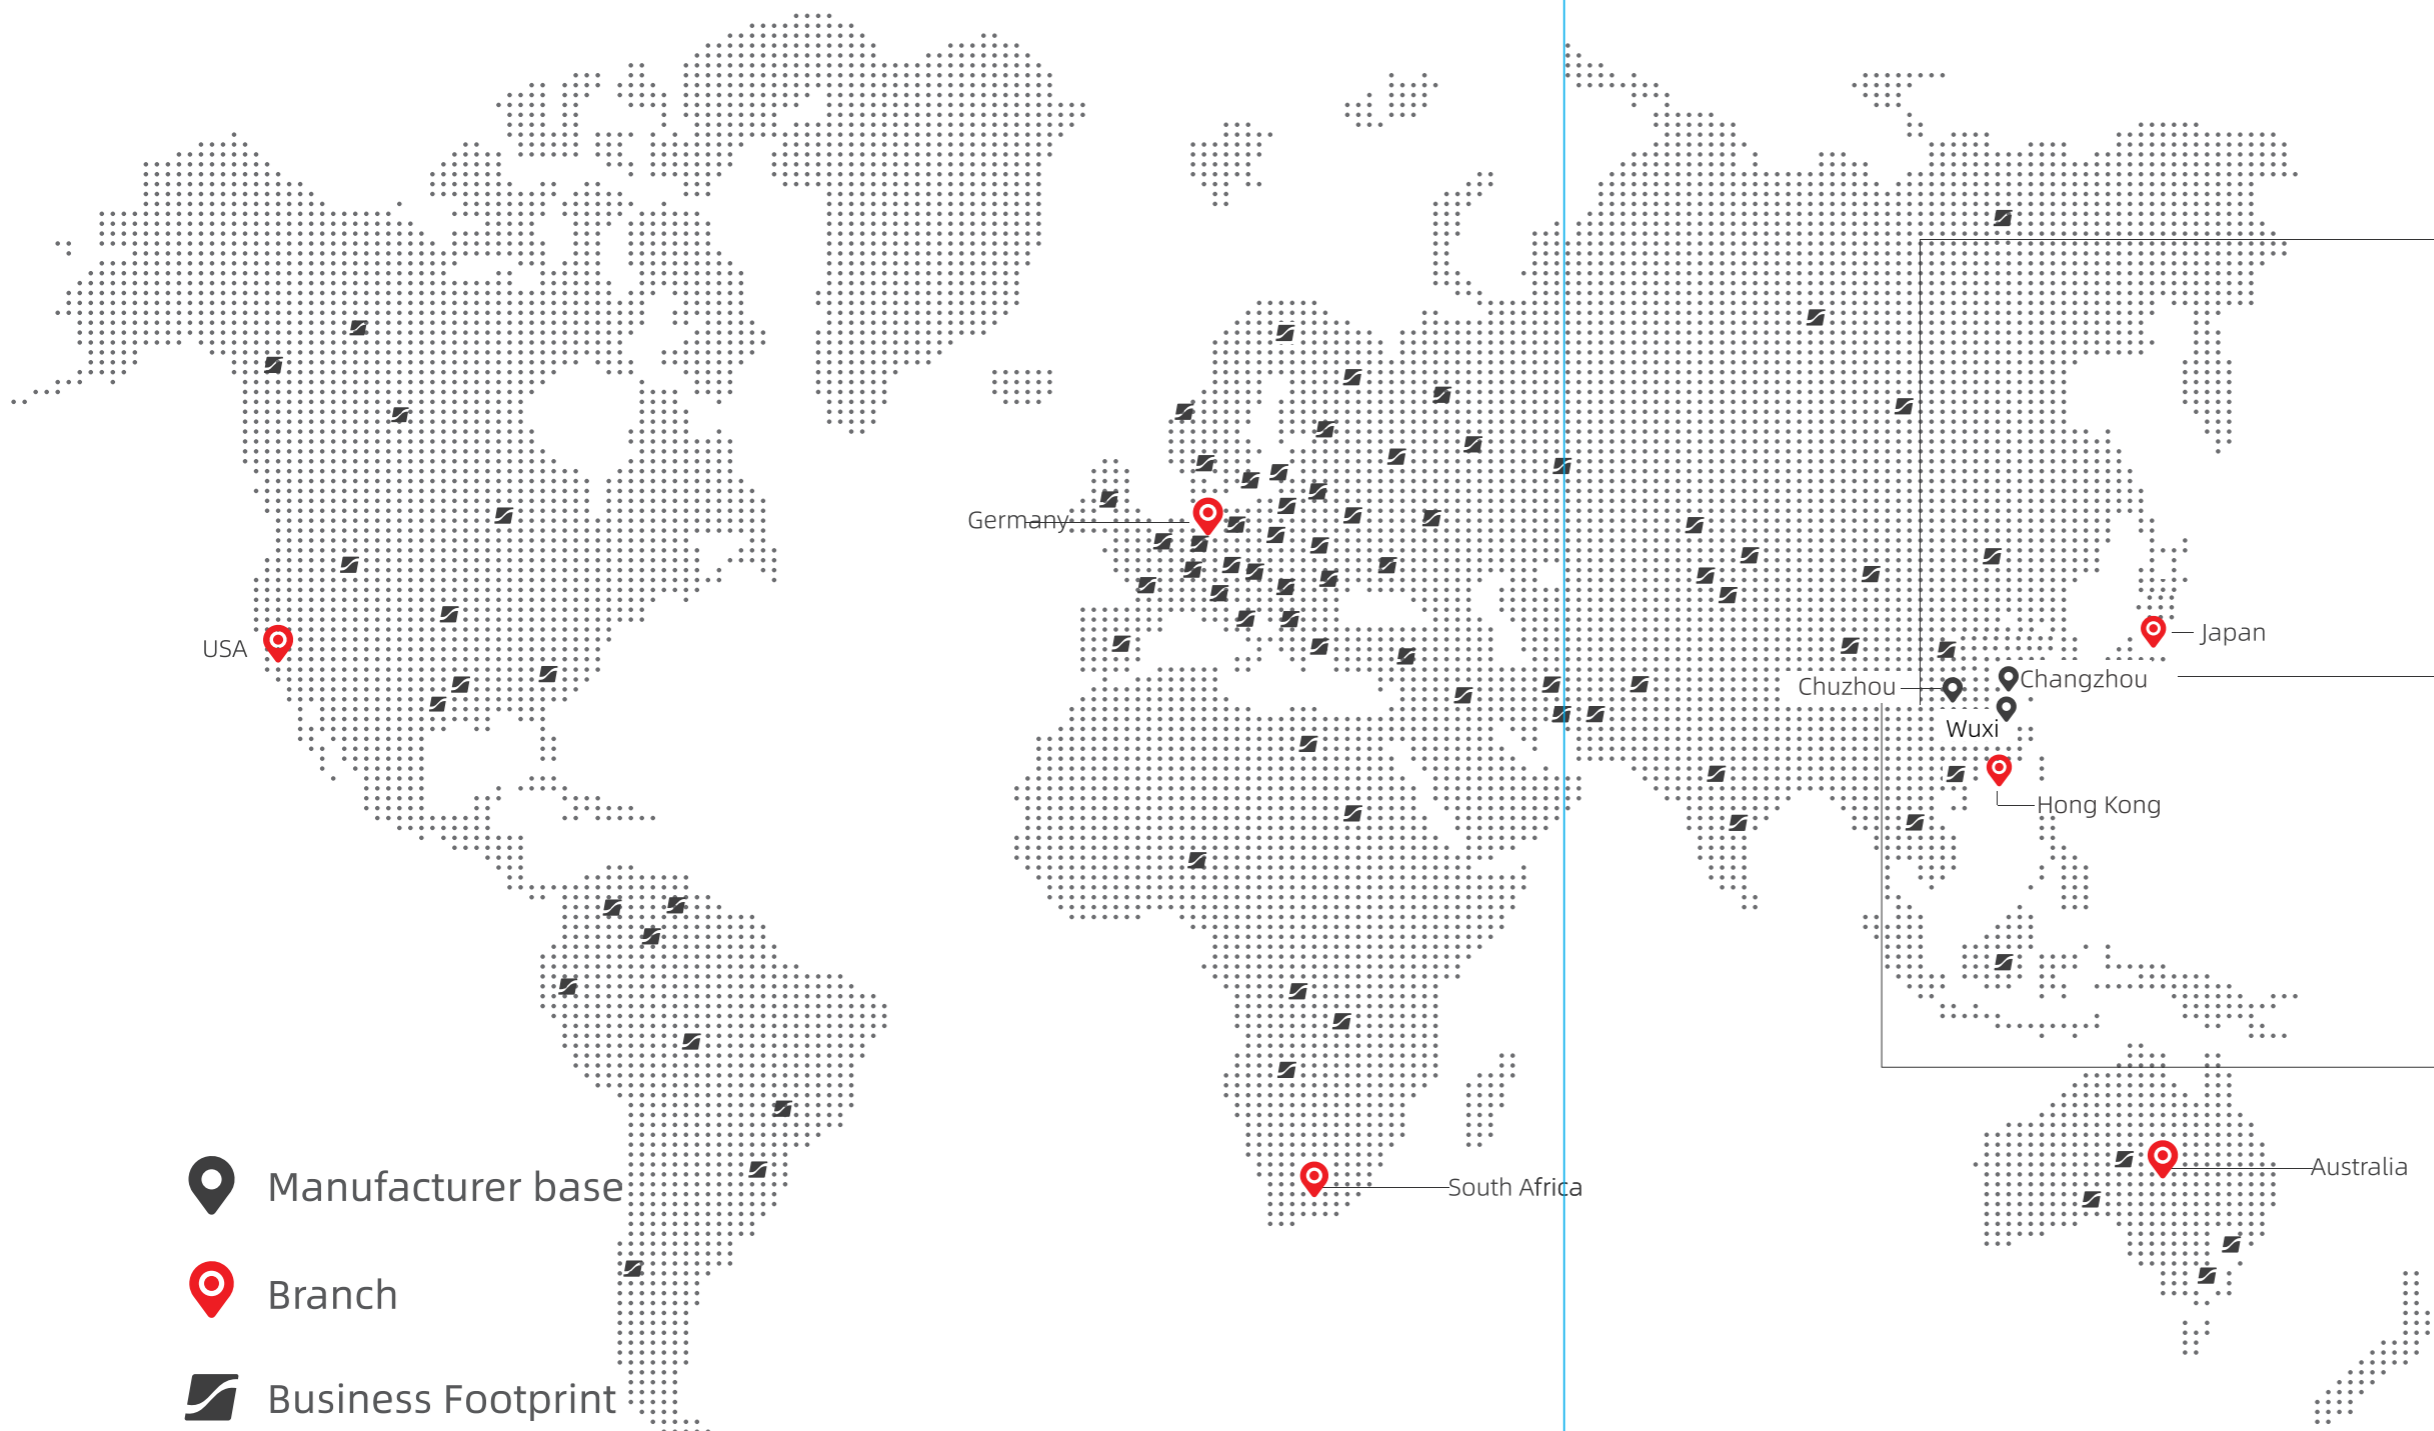 Germany
USA
Japan
Chuzhou
Changzhou
Wuxi
Hong Kong
South Africa
Australia
Manufacturer base
Branch
Business Footprint